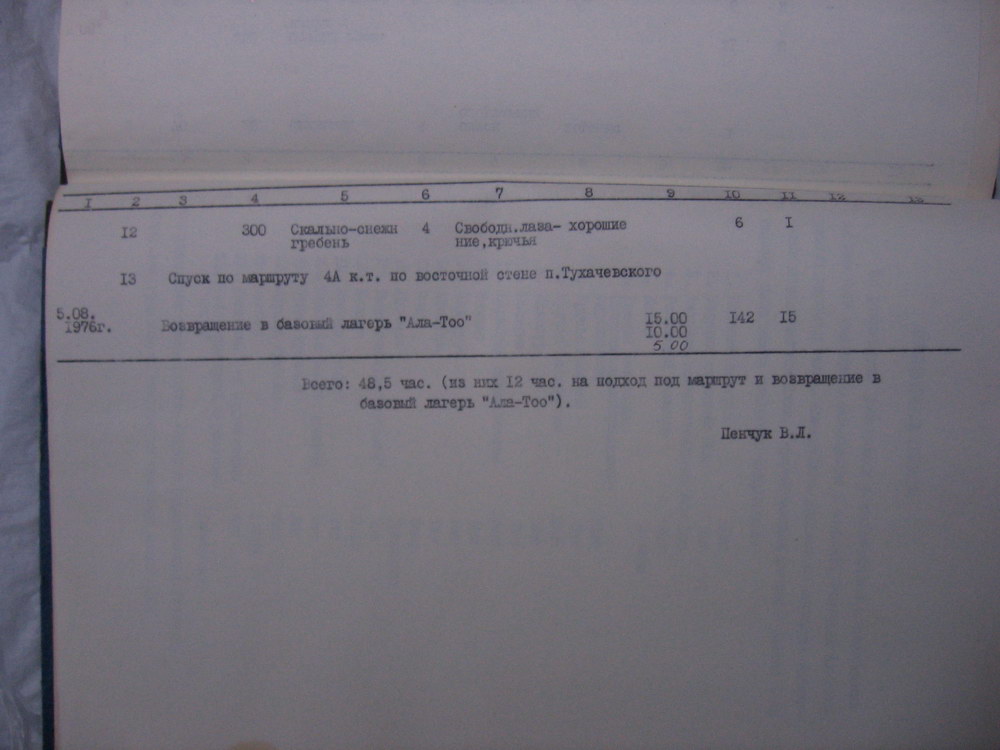 I 2 3 4 5 6 7 8 9 10 11 12 13
I2 300 Скально-снежн 4 Свободн.лаза- хорошие 6 I
гребень ние,крючья
I3 Спуск по маршруту 4А к.т. по восточной стене п.Тухачевского
5.08.
1976г. Возвращение в базовый лагерь "Ала-Тоо" 15.00 142 I5
10.00
5.00
Всего: 48,5 час. (из них I2 час. на подход под маршрут и возвращение в
базовый лагерь "Ала-Тоо").
Пенчук В.Л.